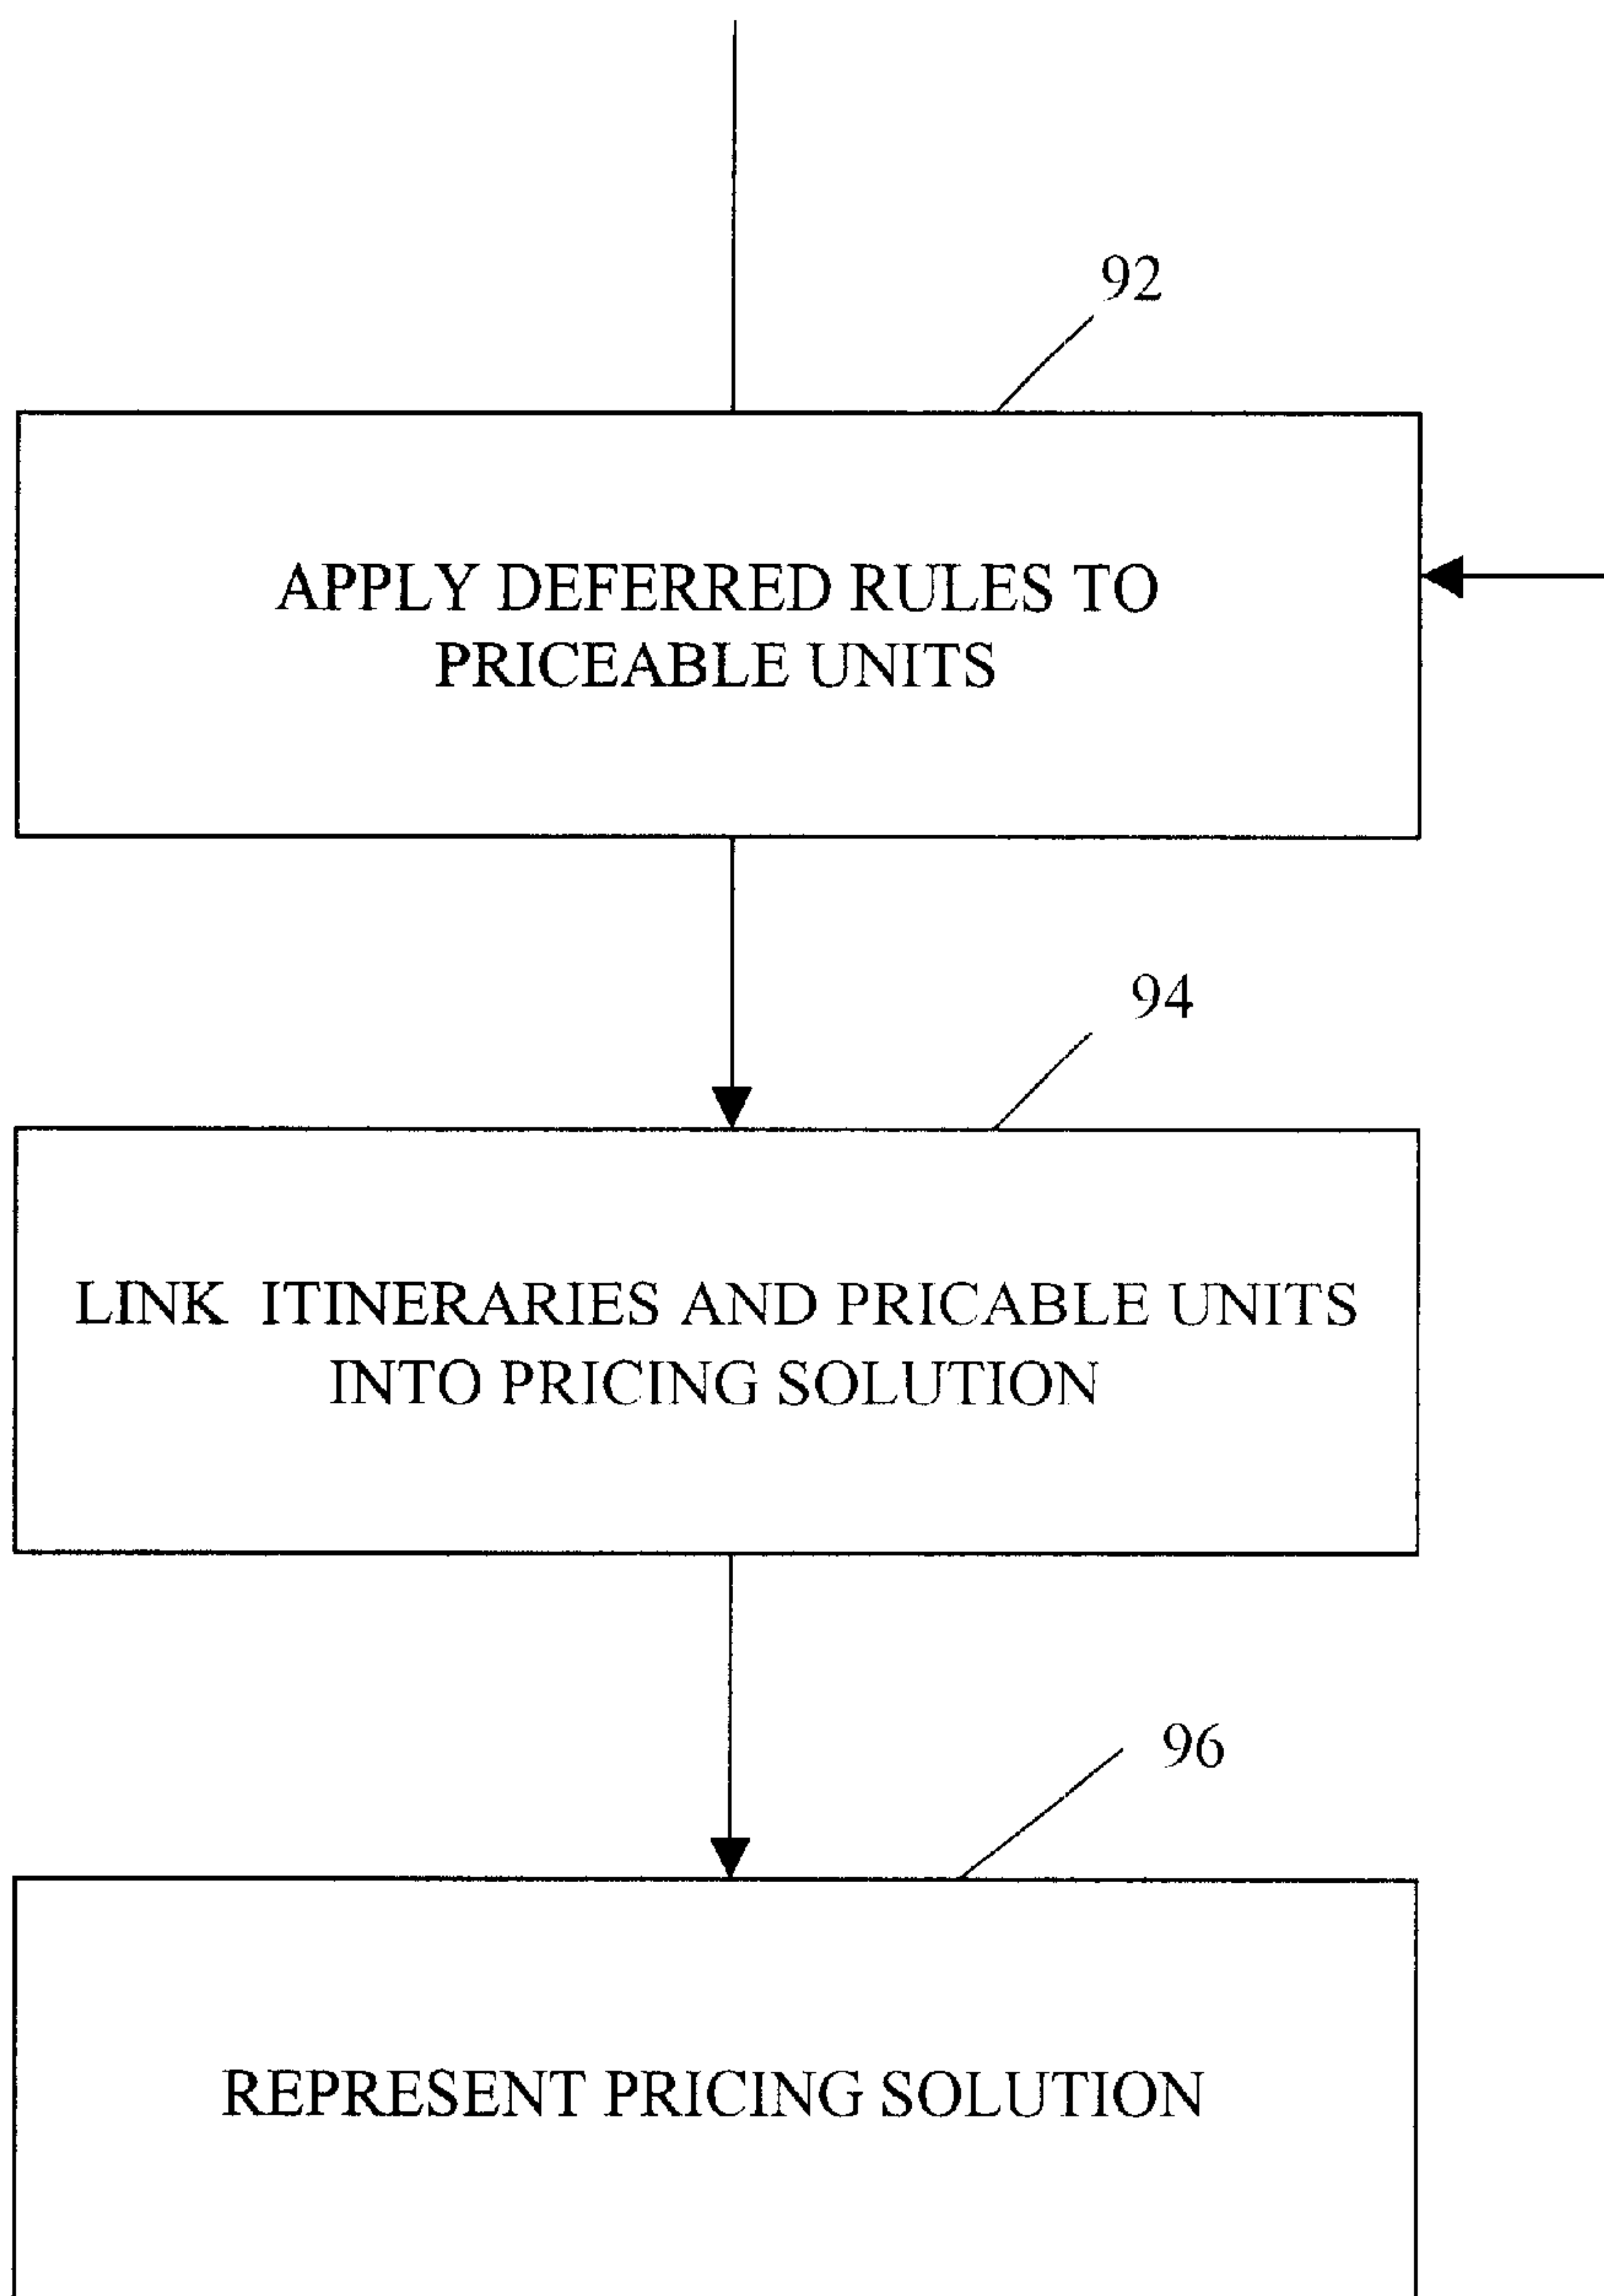 92
APPLY DEFERRED RULES TO
PRICEABLE UNITS
94
LINK ITINERARIES AND PRICABLE UNITS
INTO PRICING SOLUTION
96
REPRESENT PRICING SOLUTION